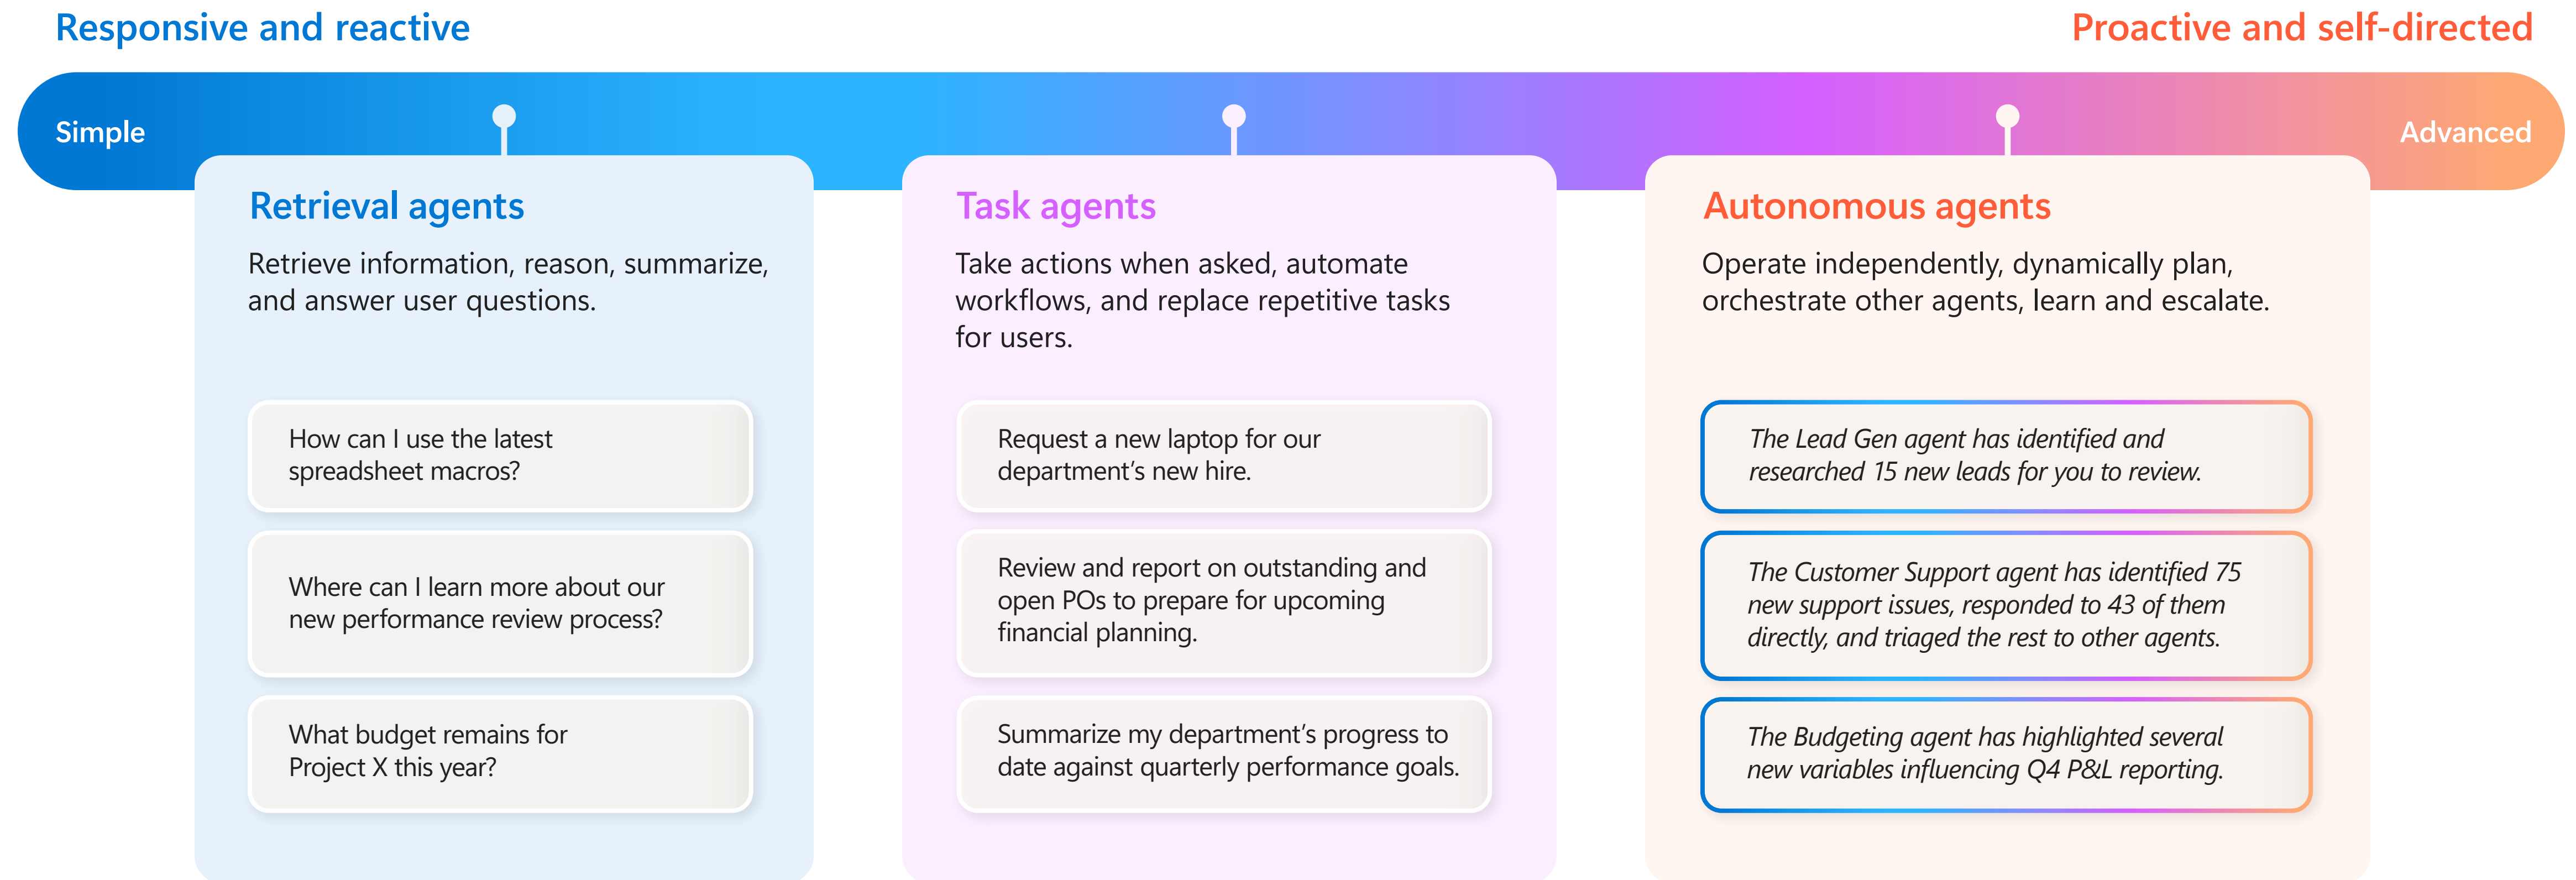 Responsive and reactive
Proactive and self-directed
Simple
Advanced
Retrieval agents
Retrieve information, reason, summarize,
and answer user questions.
How can I use the latest
spreadsheet macros?
Where can I learn more about our
new performance review process?
What budget remains for
Project X this year?
Task agents
Take actions when asked, automate
workflows, and replace repetitive tasks
for users.
Request a new laptop for our
department’s new hire.
Review and report on outstanding and
open POs to prepare for upcoming
financial planning.
Summarize my department’s progress to
date against quarterly performance goals.
Autonomous agents
Operate independently, dynamically plan,
orchestrate other agents, learn and escalate.
The Lead Gen agent has identified and
researched 15 new leads for you to review.
The Customer Support agent has identified 75
new support issues, responded to 43 of them
directly, and triaged the rest to other agents.
The Budgeting agent has highlighted several
new variables influencing Q4 P&L reporting.